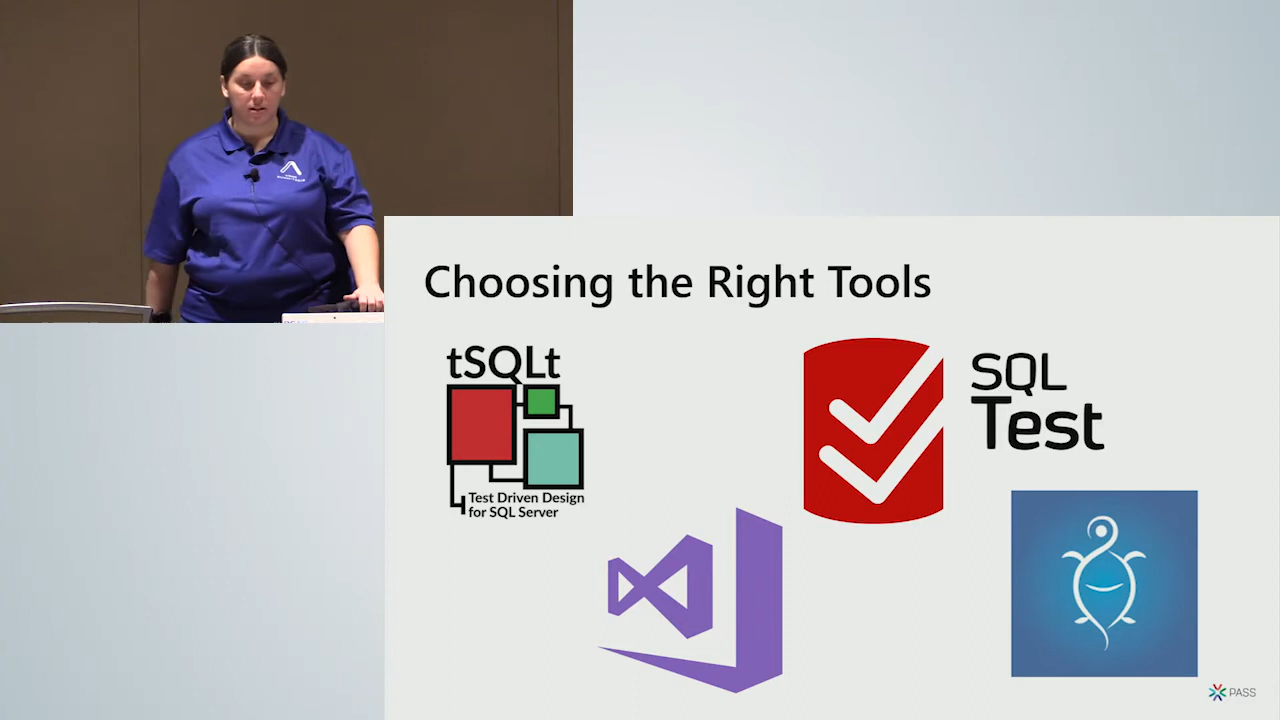 Choosing the Right Tools
tSQLt
Test Driven Design
for SQL Server
SQL
Test
PASS